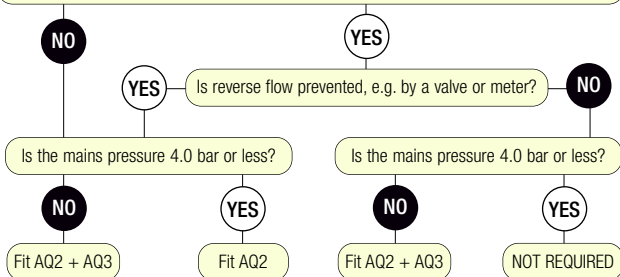 NO
YES
YES
Is reverse flow prevented, e.g. by a valve or meter?
NO
Is the mains pressure 4.0 bar or less?
Is the mains pressure 4.0 bar or less?
NO
YES
NO
YES
Fit AQ2 + AQ3
Fit AQ2
Fit AQ2 + AQ3
NOT REQUIRED